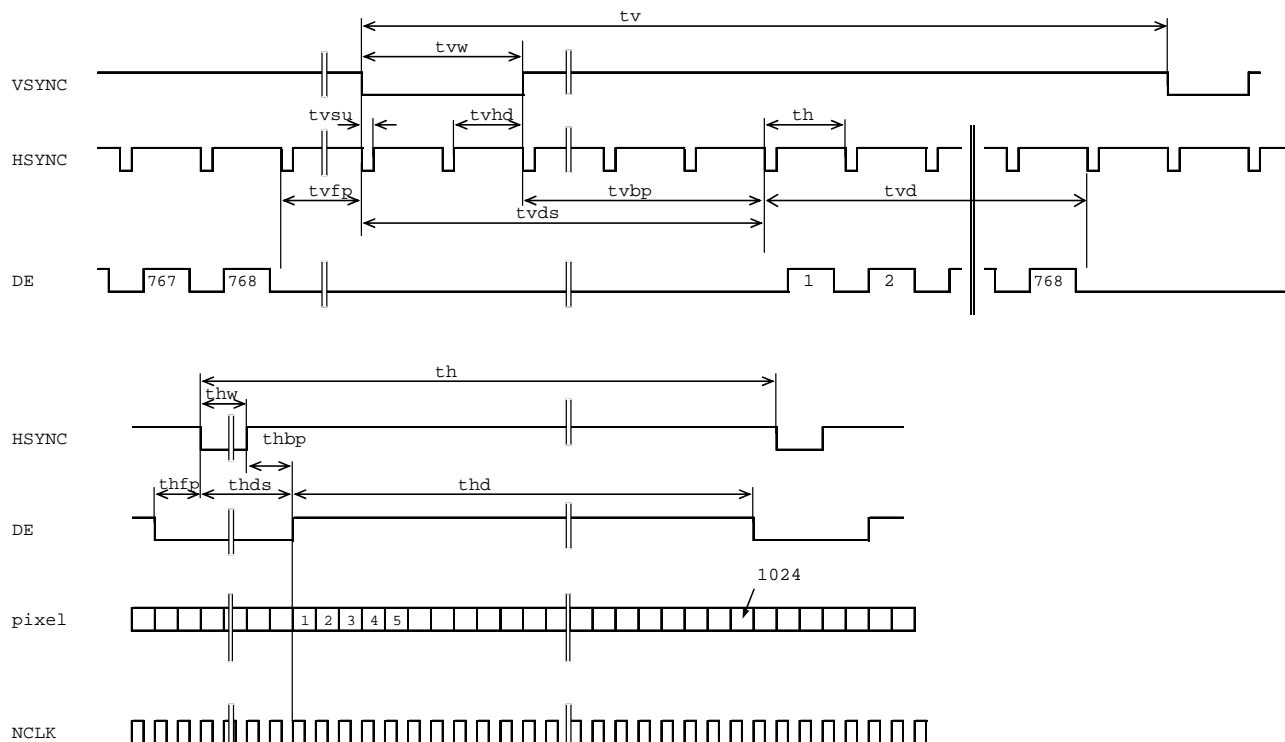 tv
tvw
VSYNC
tvsu
tvhd
th
HSYNC
tvfp
tvbp
tvd
tvds
DE
767
768
1
2
768
th
thw
HSYNC
thbp
thfp
thds
thd
DE
1024
pixel
1 2 3 4 5
NCLK